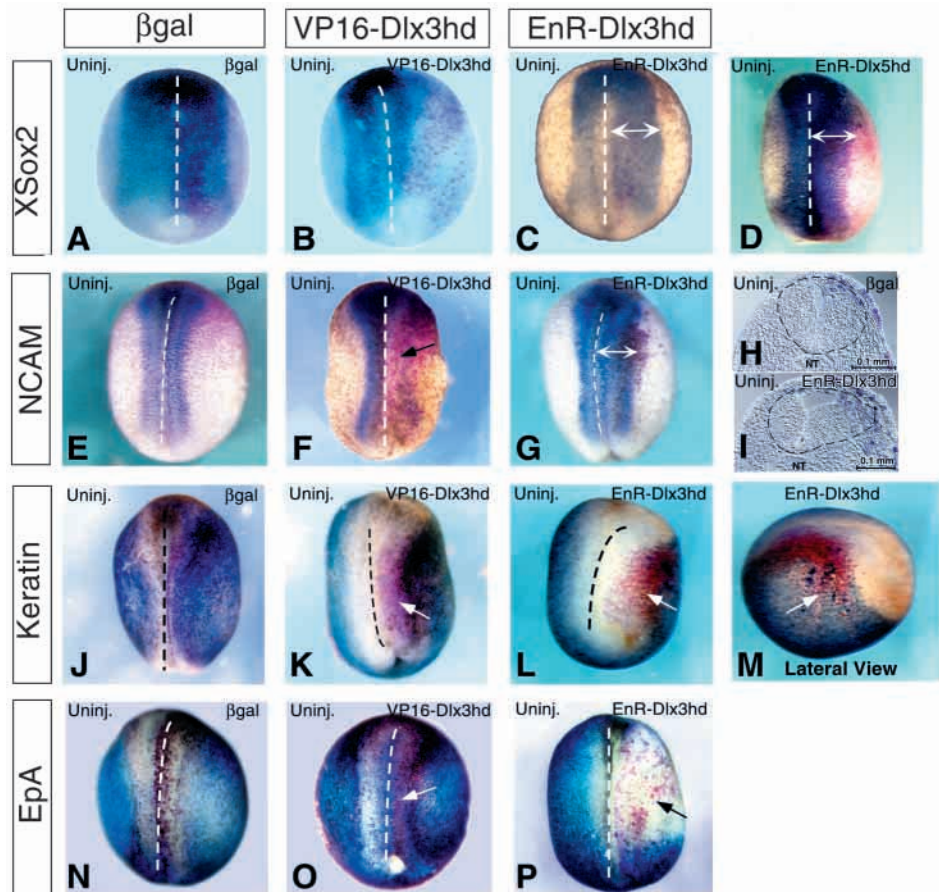 βgal
VP16-Dlx3hd
EnR-Dlx3hd
XSox2
Uninj. βgal
A
Uninj. VP16-Dlx3hd
B
Uninj. EnR-Dlx3hd
C
Uninj. EnR-Dlx5hd
D
NCAM
Uninj. βgal
E
Uninj. VP16-Dlx3hd
F
Uninj. EnR-Dlx3hd
G
Uninj. βgal
H
NT
0.1 mm
Uninj. EnR-Dlx3hd
I
NT
0.1 mm
Keratin
Uninj. βgal
J
Uninj. VP16-Dlx3hd
K
Uninj. EnR-Dlx3hd
L
EnR-Dlx3hd
M
Lateral View
EpA
Uninj. βgal
N
Uninj. VP16-Dlx3hd
O
Uninj. EnR-Dlx3hd
P